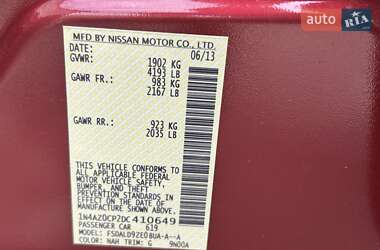 auto RIA
MFD BY NISSAN MOTOR CO., LTD.
DATE: 06/13
GVWR: 1902 KG
4193 LB
GAWR FR: 983 KG
2167 LB
GAWR RR: 923 KG
2035 LB
THIS VEHICLE CONFORMS TO ALL
APPLICABLE FEDERAL MOTOR VEHICLE
SAFETY, BUMPER, AND THEFT
PREVENTION STANDARDS IN EFFECT
ON THE DATE OF MANUFACTURE
SHOWN ABOVE.
1N4AZ0CP2DC410649
PASSENGER CAR 619
MODEL: FSDALD9ZE0BUA-A--A
COLOR: NAH TRIM: G 9N00A